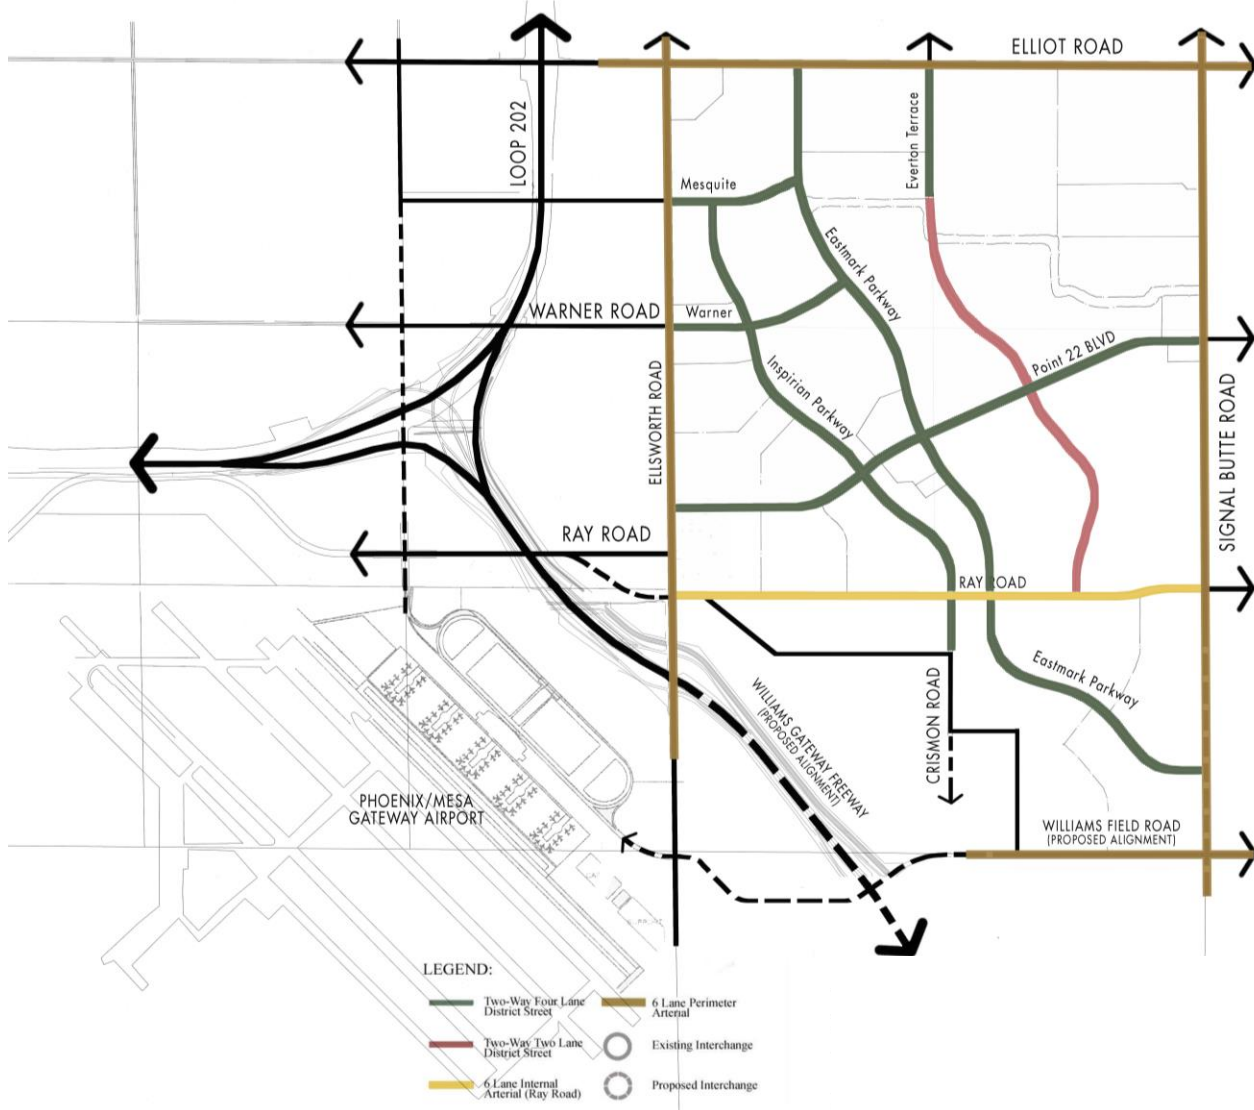 ELLIOT ROAD
LOOP 202
Everton Terrace
Mesquite
Eastmark Parkway
WARNER ROAD
Warner
Point 22 BLVD
Inspirian Parkway
ELLSWORTH ROAD
SIGNAL BUTTE ROAD
RAY ROAD
RAY ROAD
Eastmark Parkway
CRISMON ROAD
WILLIAMS GATEWAY FREEWAY
(PROPOSED ALIGNMENT)
PHOENIX/MESA
GATEWAY AIRPORT
WILLIAMS FIELD ROAD
(PROPOSED ALIGNMENT)
LEGEND:
Two-Way Four Lane
District Street
6 Lane Perimeter
Arterial
Two-Way Two Lane
District Street
Existing Interchange
6 Lane Internal
Arterial (Ray Road)
Proposed Interchange